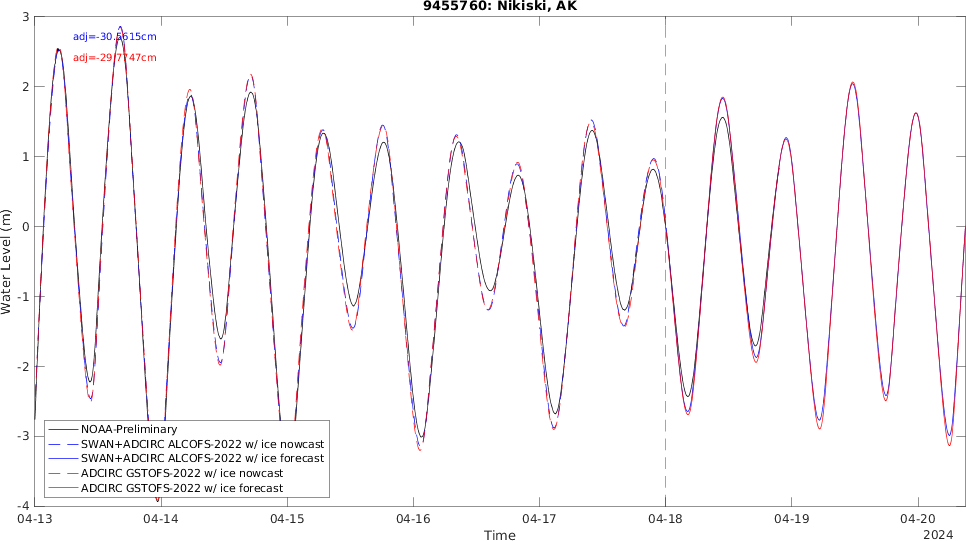 9455760: Nikiski, AK
adj=-30.5615cm
adj=-29.7747cm
Water Level (m)
3
2
1
0
-1
-2
-3
-4
NOAA-Preliminary
SWAN+ADCIRC ALCOFS-2022 w/ ice nowcast
SWAN+ADCIRC ALCOFS-2022 w/ ice forecast
ADCIRC GSTOFS-2022 w/ ice nowcast
ADCIRC GSTOFS-2022 w/ ice forecast
04-13 04-14 04-15 04-16 04-17 04-18 04-19 04-20
Time
2024